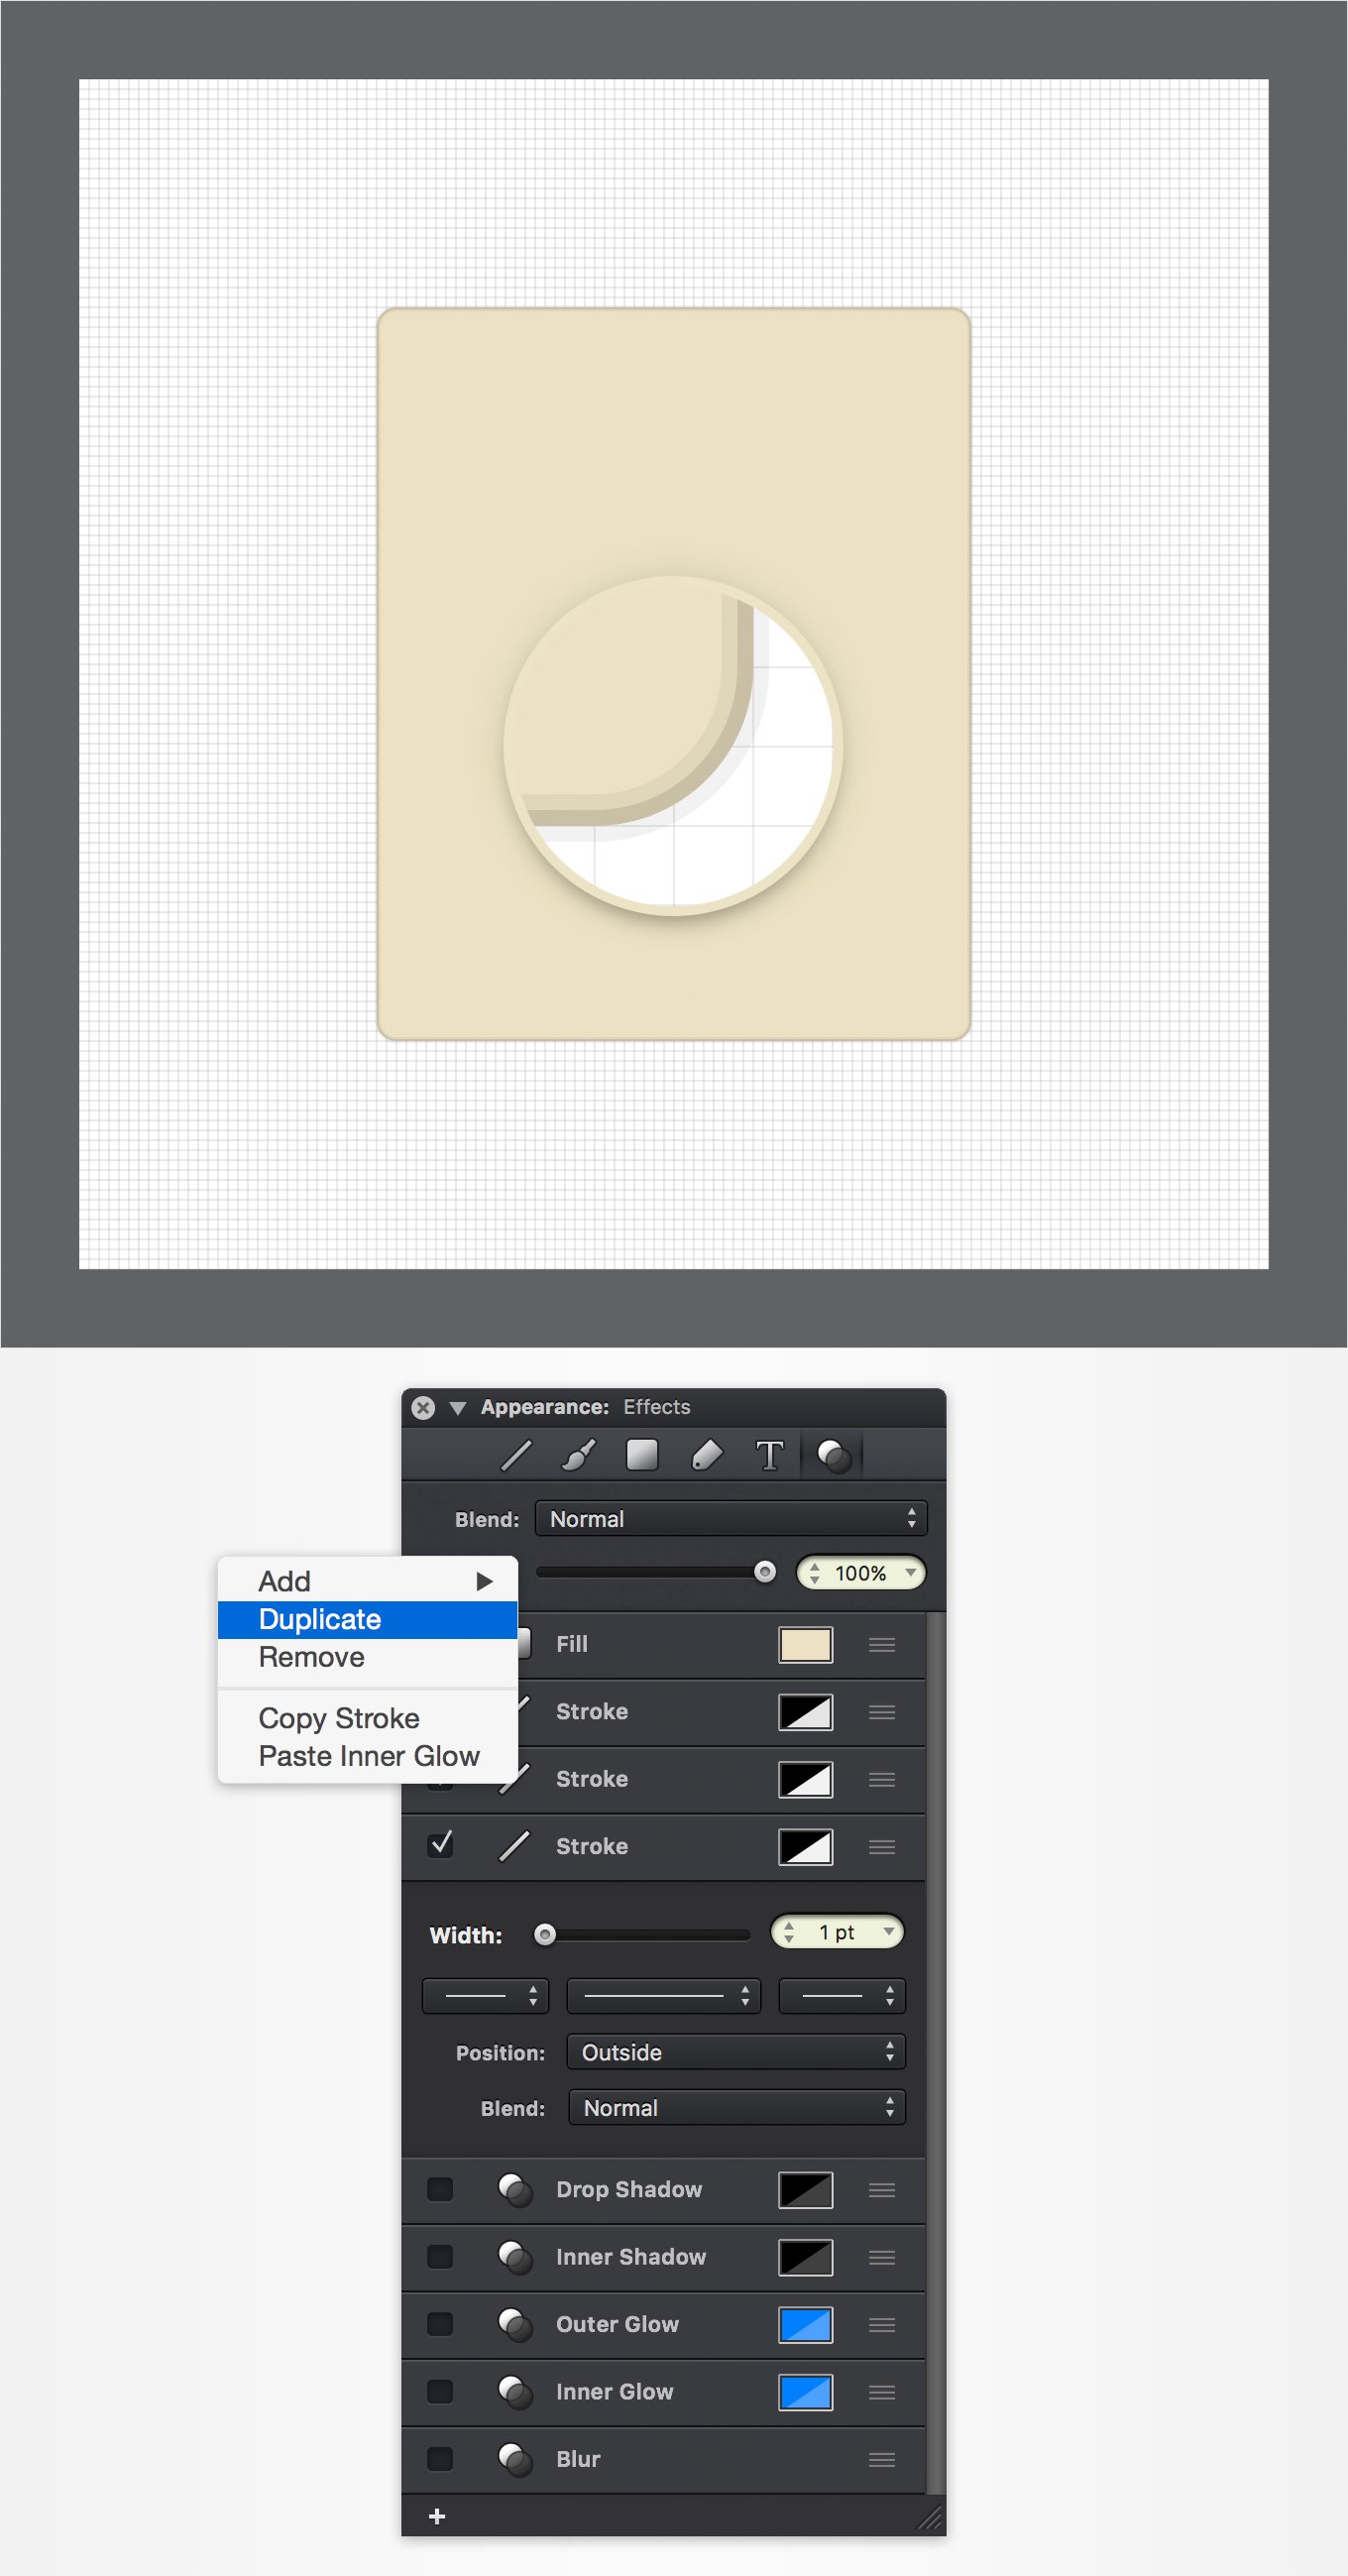 Appearance: Effects
T
Blend: Normal
100%
Add
Duplicate
Remove
Copy Stroke
Paste Inner Glow
Fill
Stroke
Stroke
Stroke
Width: 1 pt
Position: Outside
Blend: Normal
Drop Shadow
Inner Shadow
Outer Glow
Inner Glow
Blur